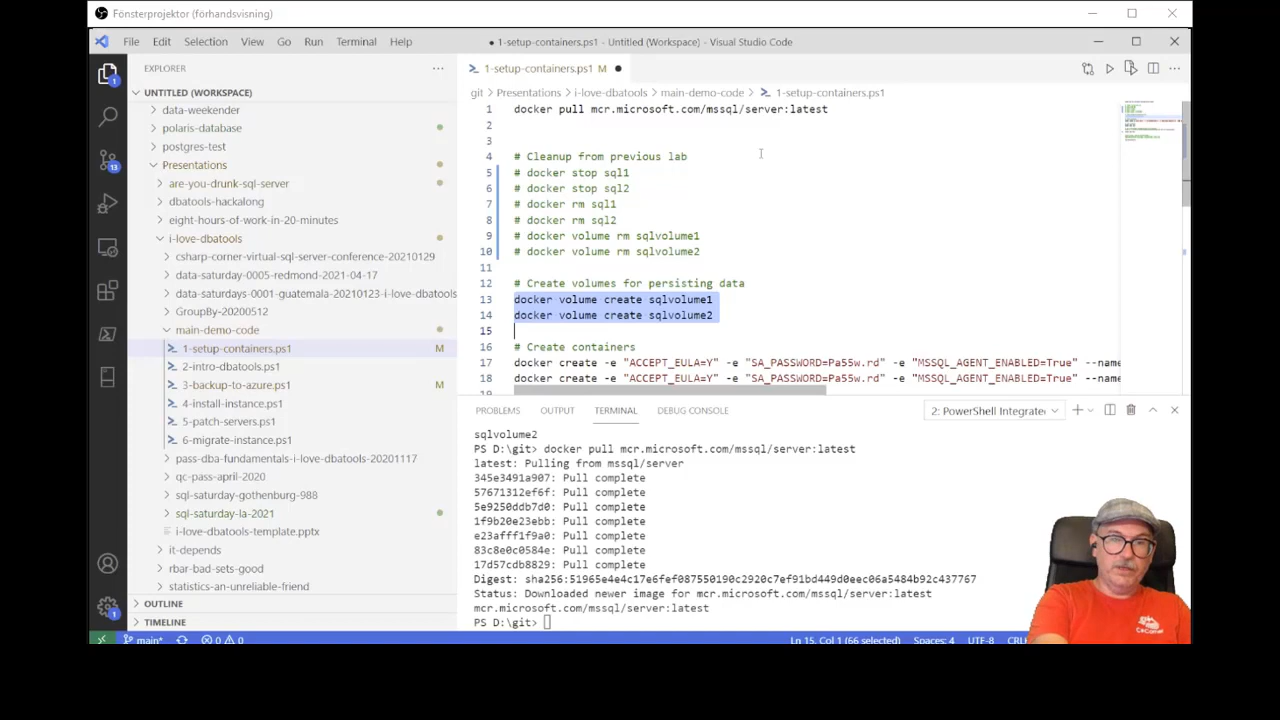 Fönsterprojektor (förhandsvisning)
File Edit Selection View Go Run Terminal Help
● 1-setup-containers.ps1 - Untitled (Workspace) - Visual Studio Code
EXPLORER
UNTITLED (WORKSPACE)
data-weekender
polaris-database
postgres-test
Presentations
are-you-drunk-sql-server
dbatools-hackalong
eight-hours-of-work-in-20-minutes
i-love-dbatools
csharp-corner-virtual-sql-server-conference-20210129
data-saturday-0005-redmond-2021-04-17
data-saturdays-0001-guatemala-20210123-i-love-dbatools
GroupBy-20200512
main-demo-code
1-setup-containers.ps1 M
2-intro-dbatools.ps1
3-backup-to-azure.ps1 M
4-install-instance.ps1
5-patch-servers.ps1
6-migrate-instance.ps1
pass-dba-fundamentals-i-love-dbatools-20201117
qc-pass-april-2020
sql-saturday-gothenburg-988
sql-saturday-la-2021
i-love-dbatools-template.pptx
it-depends
rbar-bad-sets-good
statistics-an-unreliable-friend
OUTLINE
TIMELINE
1
13
1
1-setup-containers.ps1 M ●
git > Presentations > i-love-dbatools > main-demo-code > 1-setup-containers.ps1
1 docker pull mcr.microsoft.com/mssql/server:latest
2
3
4 # Cleanup from previous lab
5 # docker stop sql1
6 # docker stop sql2
7 # docker rm sql1
8 # docker rm sql2
9 # docker volume rm sqlvolume1
10 # docker volume rm sqlvolume2
11
12 # Create volumes for persisting data
13 docker volume create sqlvolume1
14 docker volume create sqlvolume2
15
16 # Create containers
17 docker create -e "ACCEPT_EULA=Y" -e "SA_PASSWORD=Pa55w.rd" -e "MSSQL_AGENT_ENABLED=True" --name
18 docker create -e "ACCEPT_EULA=Y" -e "SA_PASSWORD=Pa55w.rd" -e "MSSQL_AGENT_ENABLED=True" --name
PROBLEMS OUTPUT TERMINAL DEBUG CONSOLE
2: PowerShell Integrate
sqlvolume2
PS D:\git> docker pull mcr.microsoft.com/mssql/server:latest
latest: Pulling from mssql/server
345e3491a907: Pull complete
57671312ef6f: Pull complete
5e9250ddb7d0: Pull complete
1f9b20e23ebb: Pull complete
e23afff1f9a0: Pull complete
83c8e0c0584e: Pull complete
17d57cdb8829: Pull complete
Digest: sha256:51965e4e4c17e6fef087550190c2920c7ef91bd449d0eec06a5484b92c437767
Status: Downloaded newer image for mcr.microsoft.com/mssql/server:latest
mcr.microsoft.com/mssql/server:latest
PS D:\git>
main* 0 0 Ln 15, Col 1 (66 selected) Spaces: 4 UTF-8 CRL